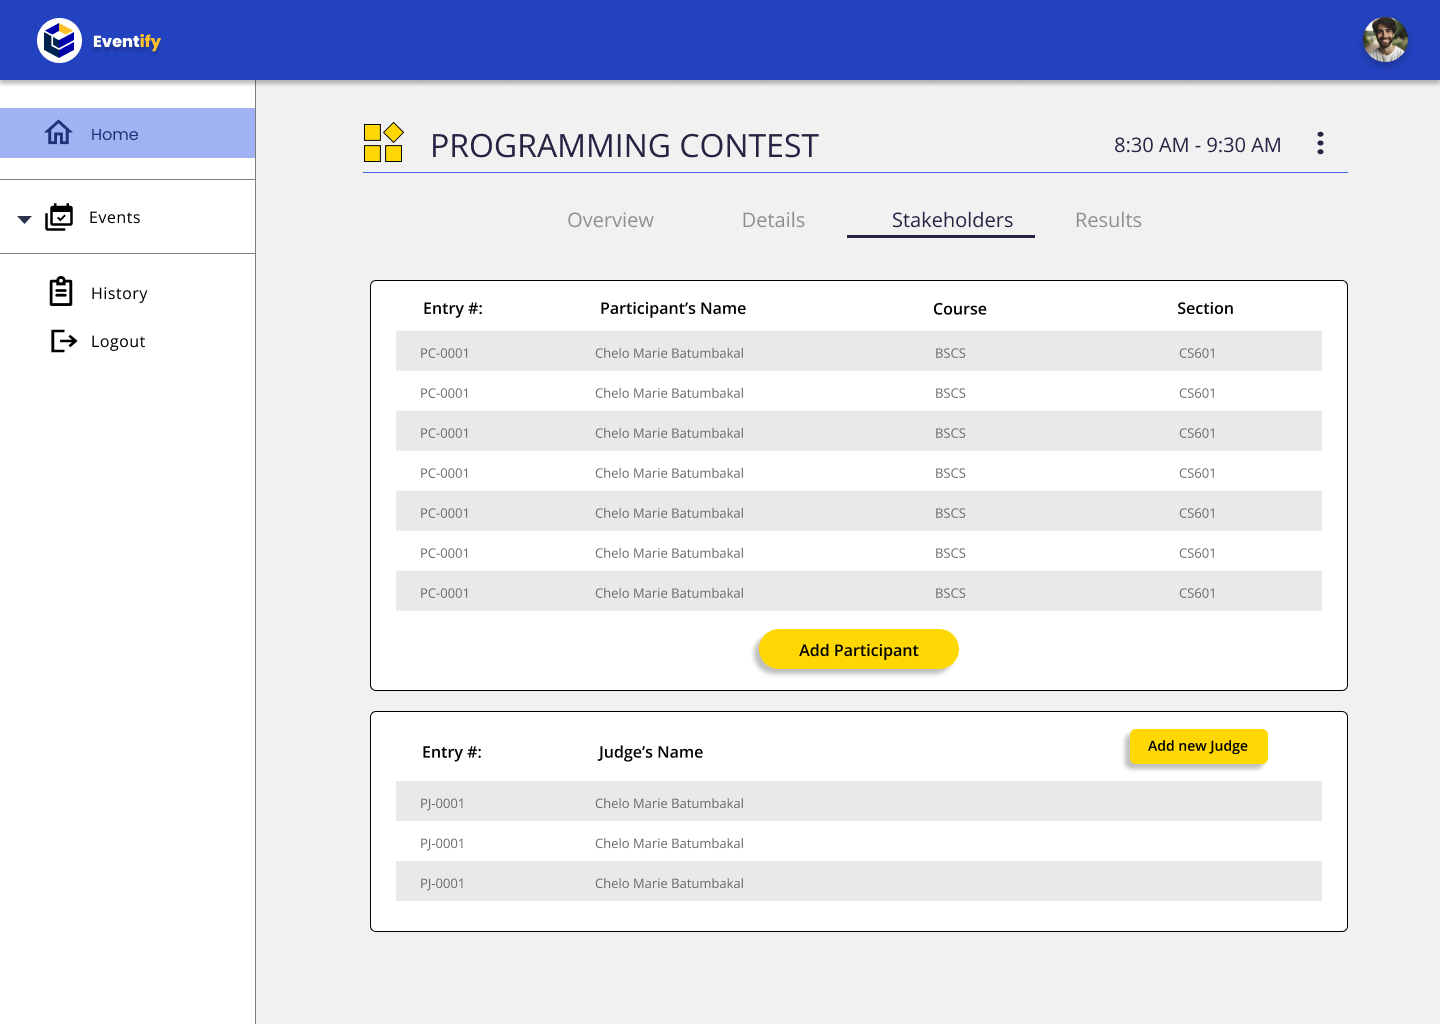 Eventify
Home
Events
History
Logout
PROGRAMMING CONTEST 8:30 AM - 9:30 AM
Overview Details Stakeholders Results
Entry #: Participant’s Name Course Section
PC-0001 Chelo Marie Batumbakal BSCS CS601
PC-0001 Chelo Marie Batumbakal BSCS CS601
PC-0001 Chelo Marie Batumbakal BSCS CS601
PC-0001 Chelo Marie Batumbakal BSCS CS601
PC-0001 Chelo Marie Batumbakal BSCS CS601
PC-0001 Chelo Marie Batumbakal BSCS CS601
PC-0001 Chelo Marie Batumbakal BSCS CS601
Add Participant
Entry #: Judge’s Name Add new Judge
PJ-0001 Chelo Marie Batumbakal
PJ-0001 Chelo Marie Batumbakal
PJ-0001 Chelo Marie Batumbakal